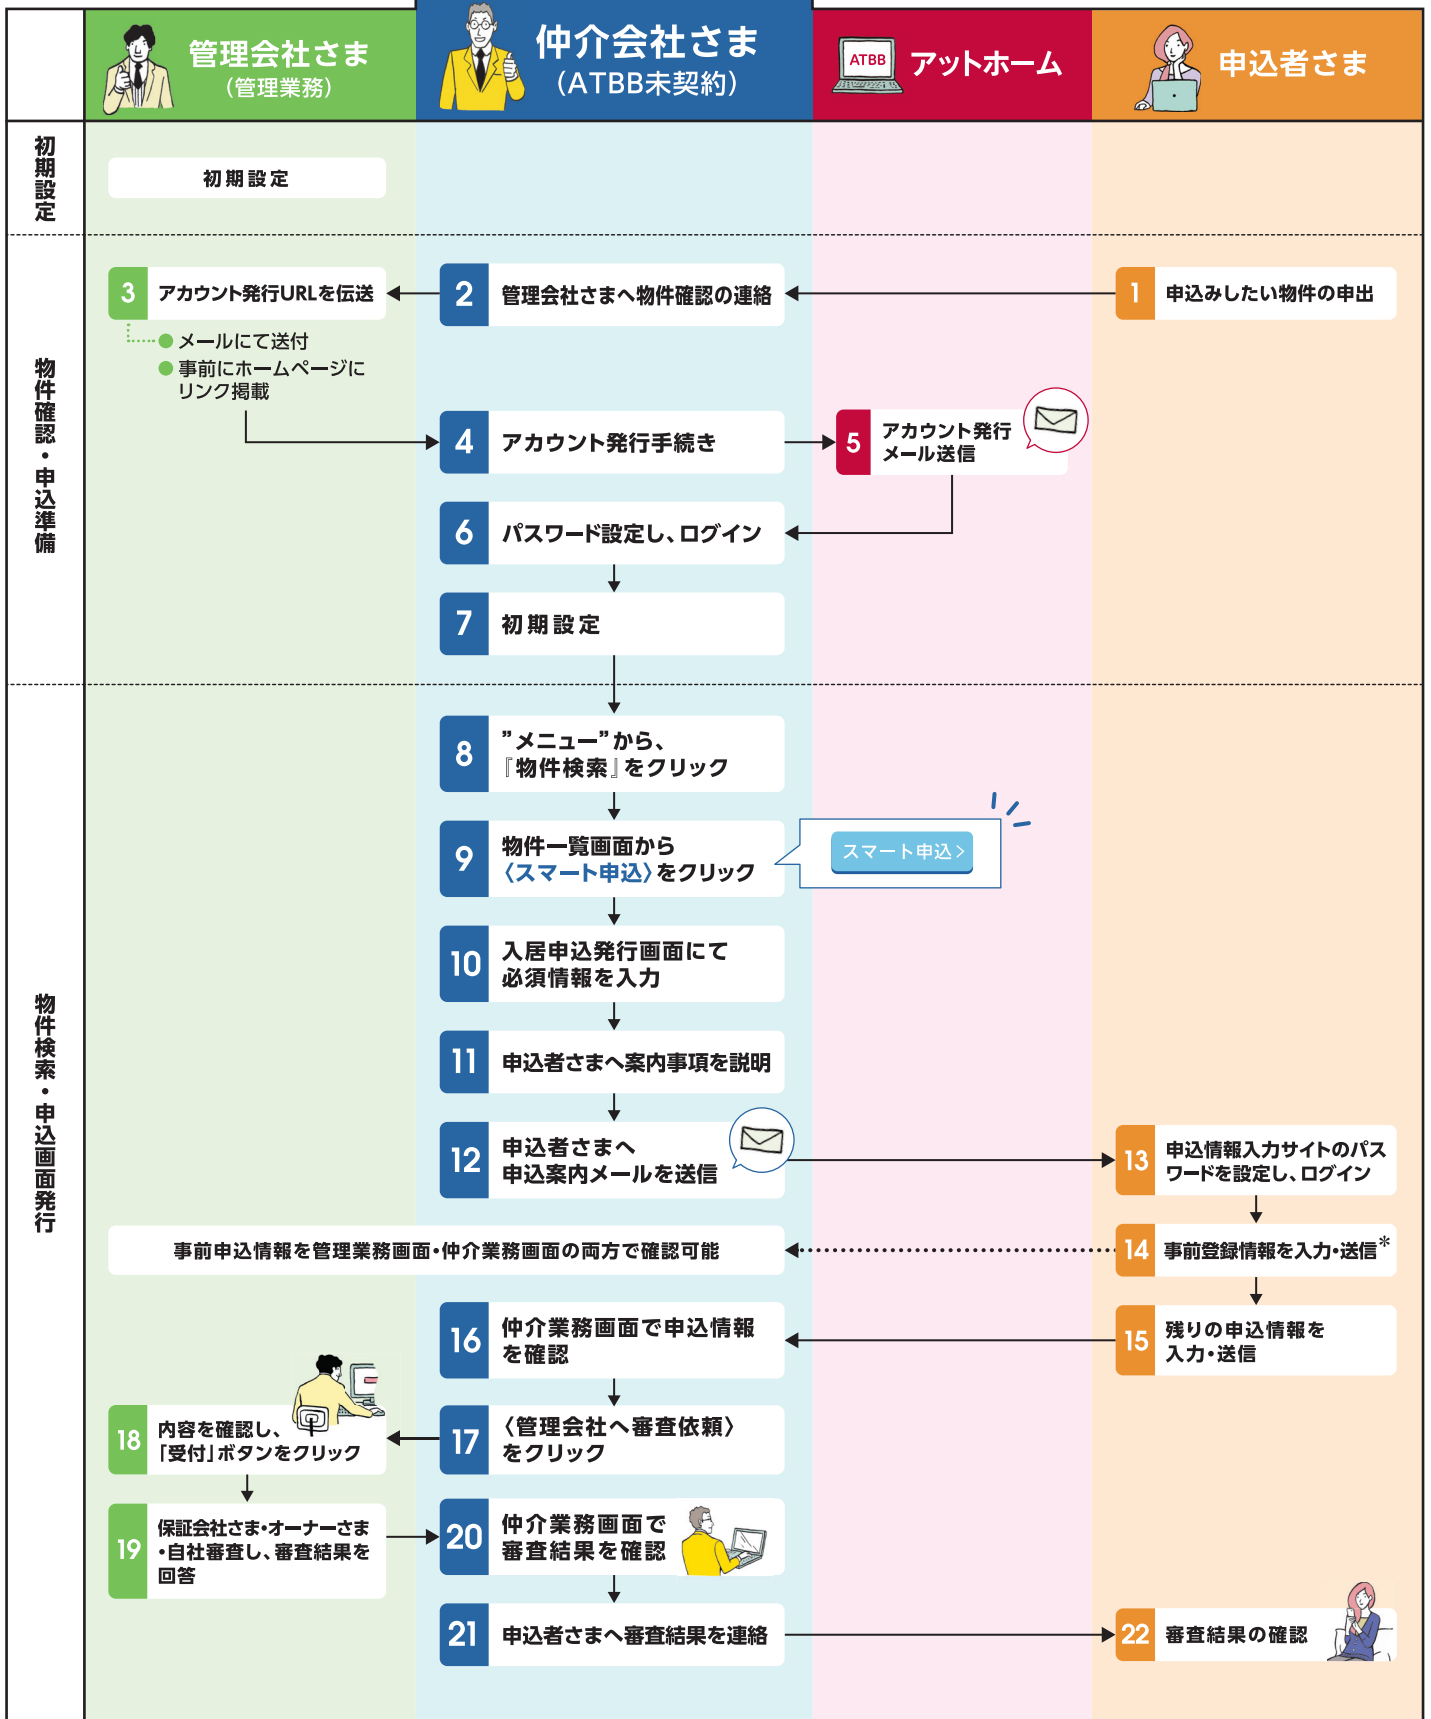 管理会社さま
(管理業務)
仲介会社さま
(ATBB未契約)
ATBB
アットホーム
申込者さま
初期設定
初期設定
物件確認・申込準備
1
申込みしたい物件の申出
2
管理会社さまへ物件確認の連絡
3
アカウント発行URLを伝送
●メールにて送付
●事前にホームページに
リンク掲載
4
アカウント発行手続き
5
アカウント発行
メール送信
6
パスワード設定し、ログイン
7
初期設定
物件検索・申込画面発行
8
”メニュー”から、
『物件検索』をクリック
9
物件一覧画面から
〈スマート申込〉をクリック
スマート申込>
10
入居申込発行画面にて
必須情報を入力
11
申込者さまへ案内事項を説明
12
申込者さまへ
申込案内メールを送信
13
申込情報入力サイトのパス
ワードを設定し、ログイン
14
事前登録情報を入力・送信*
事前申込情報を管理業務画面・仲介業務画面の両方で確認可能
15
残りの申込情報を
入力・送信
16
仲介業務画面で申込情報
を確認
17
〈管理会社へ審査依頼〉
をクリック
18
内容を確認し、
「受付」ボタンをクリック
19
保証会社さま・オーナーさま
・自社審査し、審査結果を
回答
20
仲介業務画面で
審査結果を確認
21
申込者さまへ審査結果を連絡
22
審査結果の確認